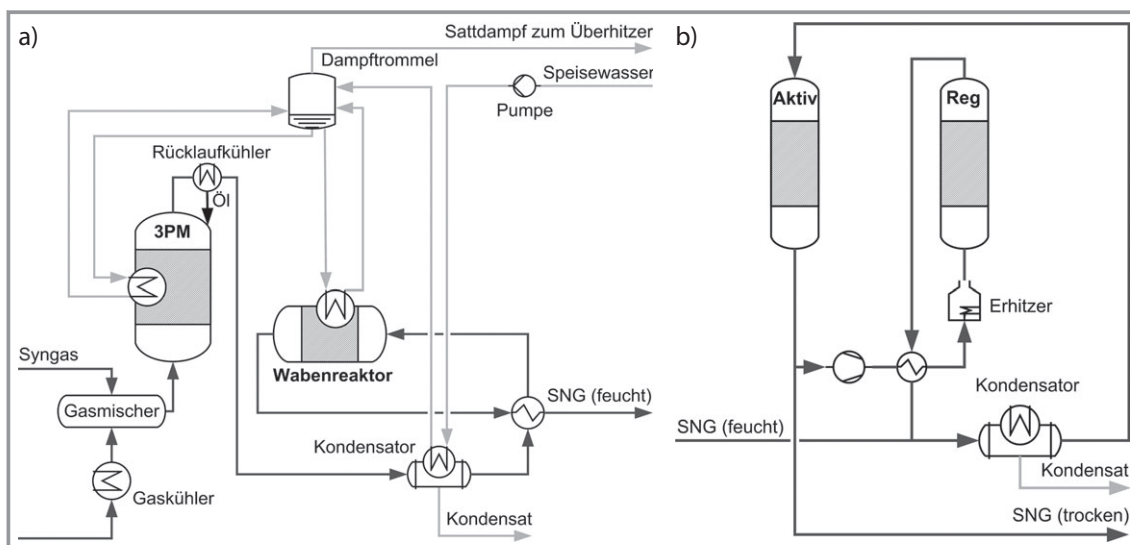 a)
Sattdampf zum Überhitzer
Dampftrommel
Speisewasser
Pumpe
Rücklaufkühler
Öl
3PM
Syngas
Wabenreaktor
Gasmischer
SNG (feucht)
Kondensator
Gaskühler
Kondensat
b)
Aktiv
Reg
Erhitzer
Kondensator
SNG (feucht)
Kondensat
SNG (trocken)